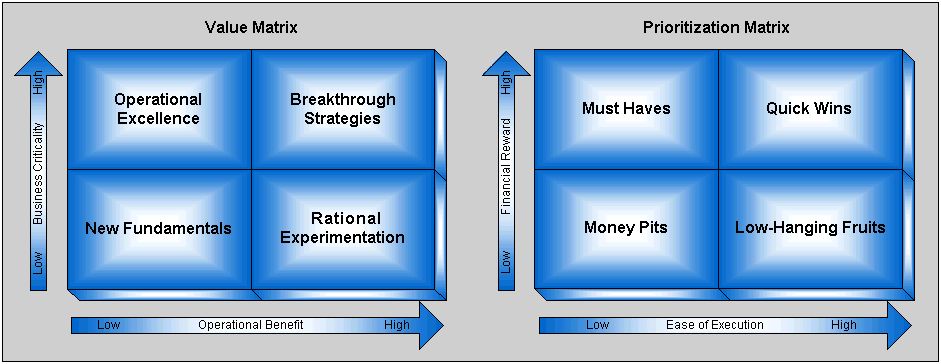 Value Matrix
High
Business Criticality
Low
Operational
Excellence
Breakthrough
Strategies
New Fundamentals
Rational
Experimentation
Low
Operational Benefit
High
Prioritization Matrix
High
Financial Reward
Low
Must Haves
Quick Wins
Money Pits
Low-Hanging Fruits
Low
Ease of Execution
High